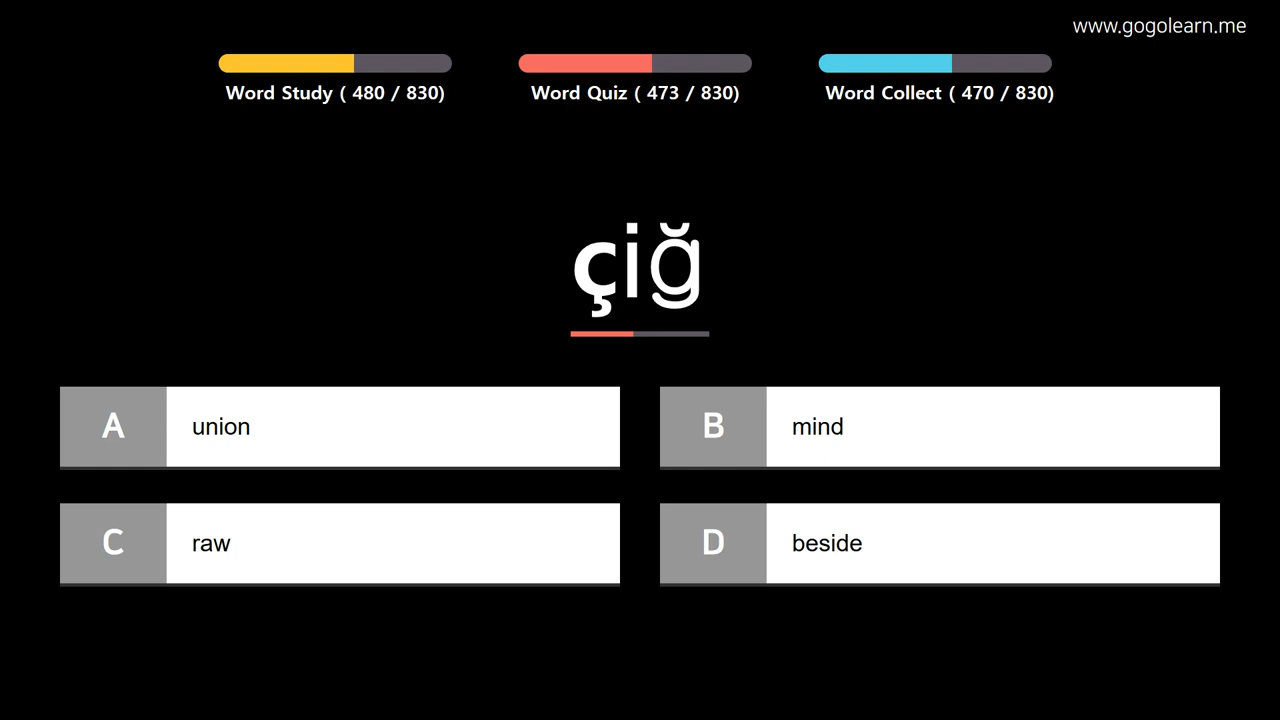 www.gogolearn.me
Word Study ( 480 / 830)
Word Quiz ( 473 / 830)
Word Collect ( 470 / 830)
çiğ
A union
B mind
C raw
D beside